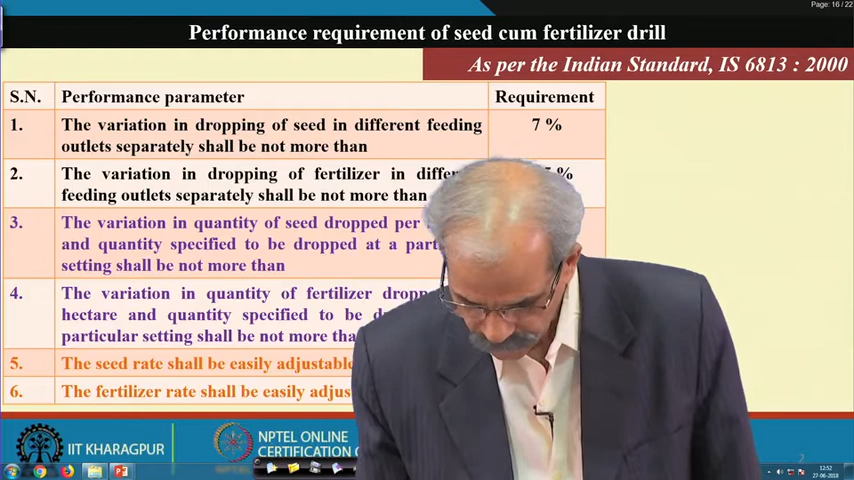 Page: 16 / 22
Performance requirement of seed cum fertilizer drill
As per the Indian Standard, IS 6813 : 2000
S.N. Performance parameter Requirement
1. The variation in dropping of seed in different feeding 7 %
outlets separately shall be not more than
2. The variation in dropping of fertilizer in %
feeding outlets separately shall be not more than
3. The variation in quantity of seed dropped per
and quantity specified to be dropped at a
setting shall be not more than
4. The variation in quantity of fertilizer
hectare and quantity specified to be
particular setting shall be not more
5. The seed rate shall be easily adjustable
6. The fertilizer rate shall be easily
IIT KHARAGPUR
NPTEL ONLINE
CERTIFICATION
2
12:52
27-06-2018